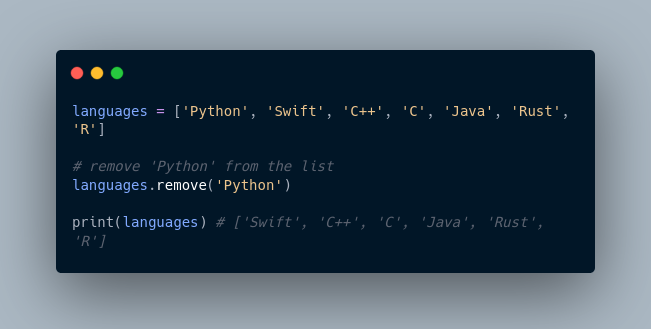 languages = ['Python', 'Swift', 'C++', 'C', 'Java', 'Rust',
'R']
# remove 'Python' from the list
languages.remove('Python')
print(languages) # ['Swift', 'C++', 'C', 'Java', 'Rust',
'R']